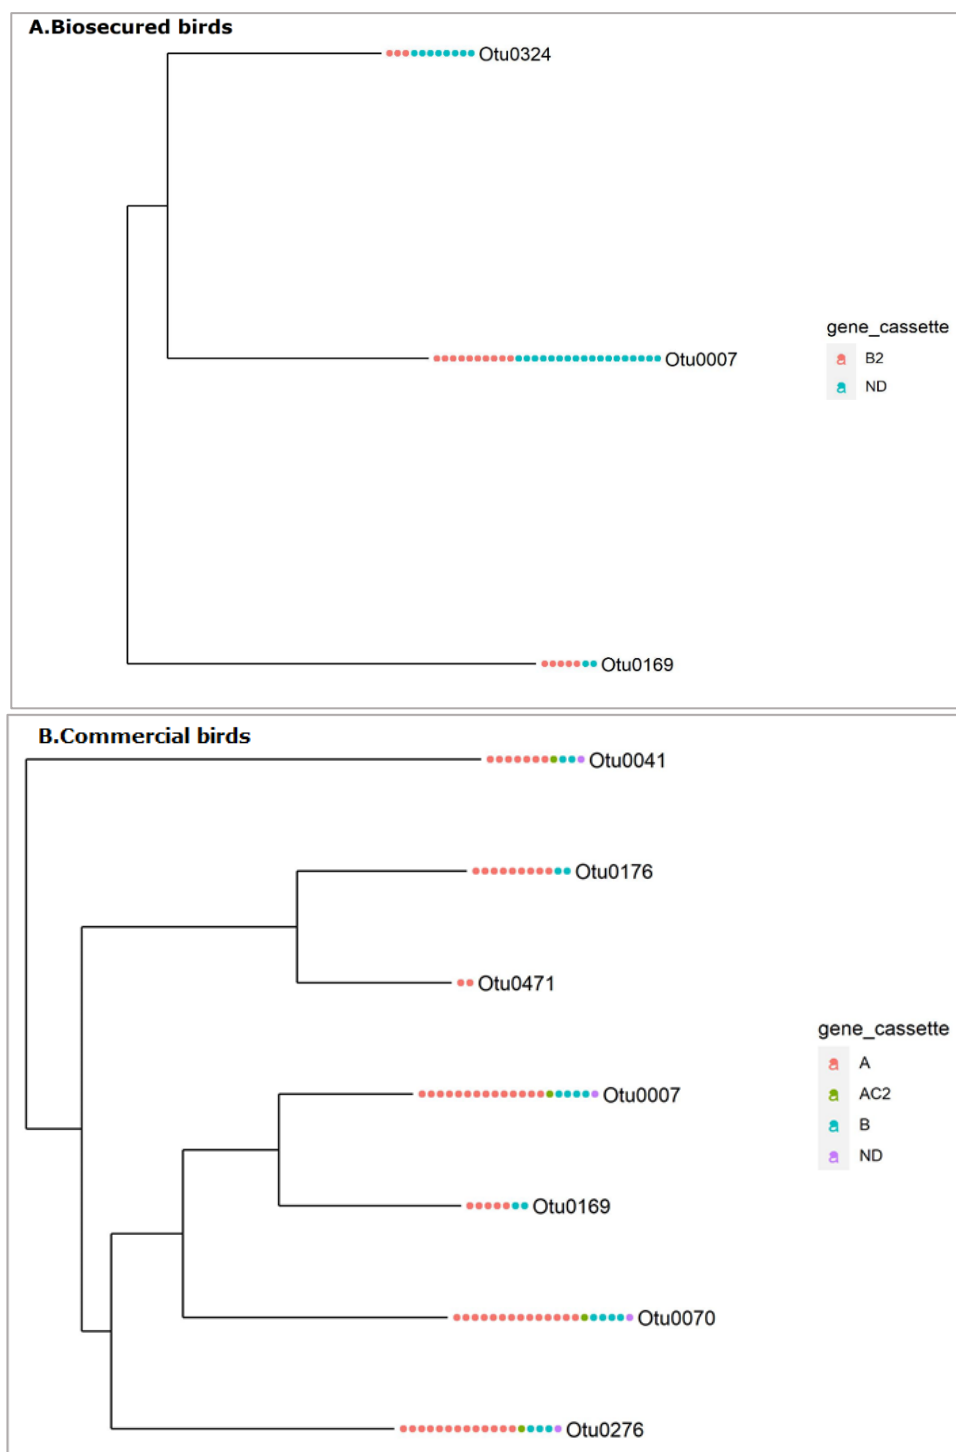 A.Biosecured birds
Otu0324
gene_cassette
a B2
Otu0007
a ND
Otu0169
B.Commercial birds
Otu0041
Otu0176
Otu0471
gene_cassette
a A
Otu0007
a AC2
a B
a ND
Otu0169
Otu0070
Otu0276